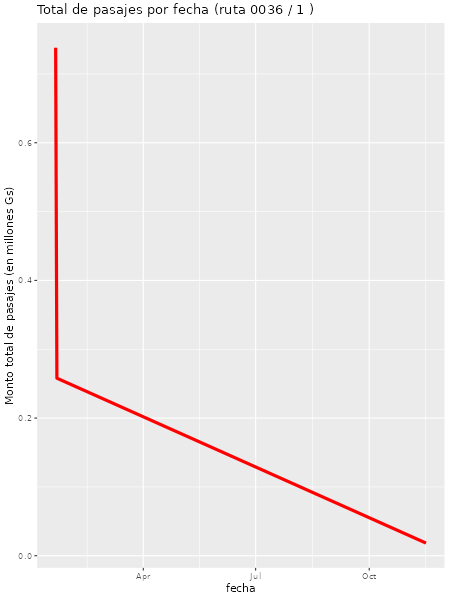 Total de pasajes por fecha (ruta 0036 / 1 )
Monto total de pasajes (en millones Gs)
0.6
0.4
0.2
0.0
Apr
Jul
Oct
fecha